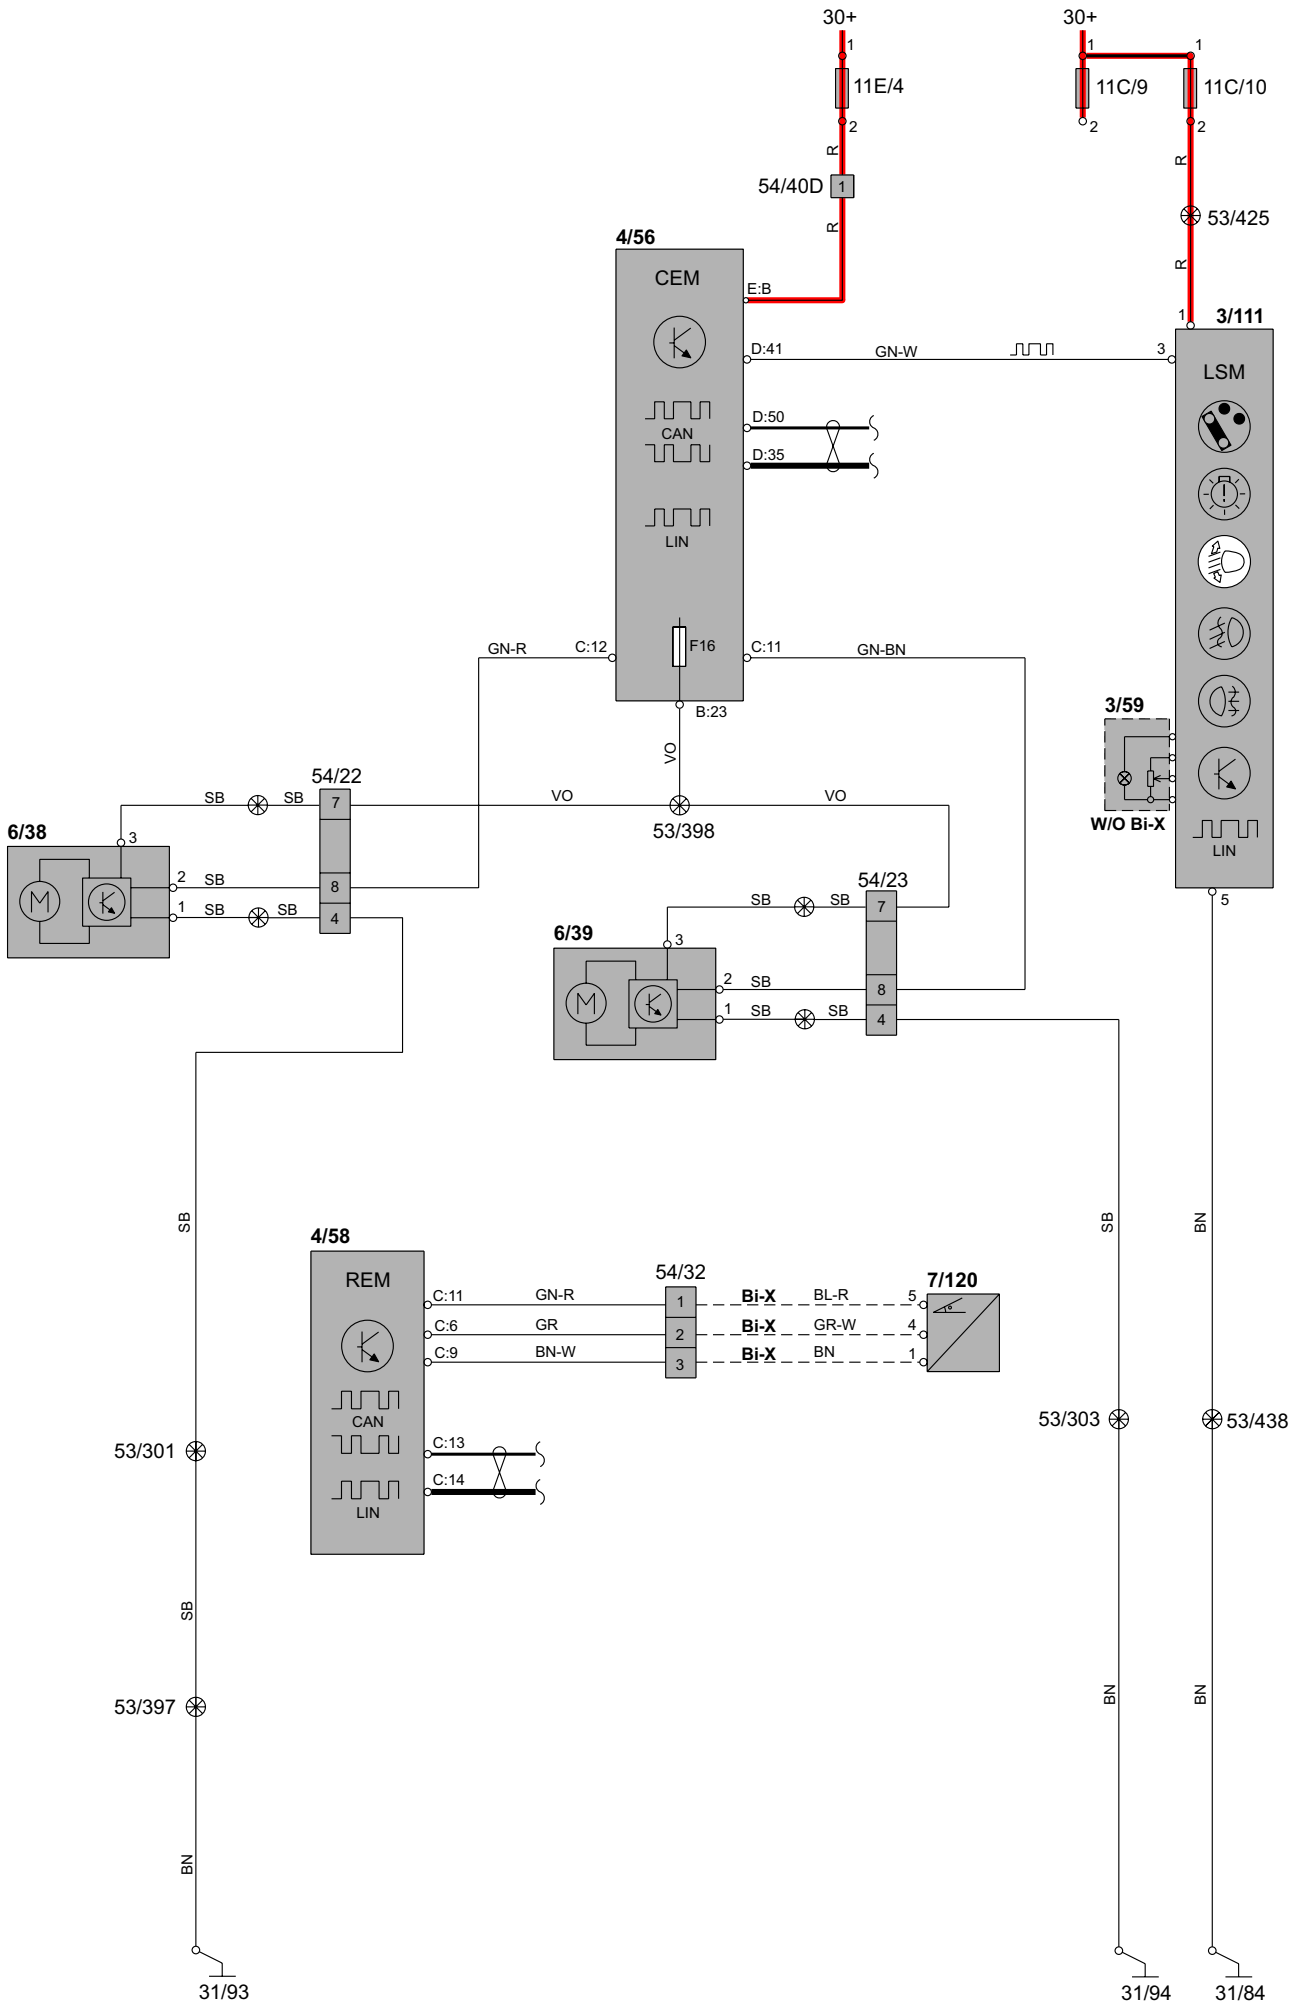 30+
30+
1
1
1
11E/4
11C/9
11C/10
2
2
2
R
R
54/40D
1
53/425
R
R
4/56
CEM
E:B
1
3/111
D:41
GN-W
3
LSM
D:50
CAN
D:35
LIN
GN-R
C:12
F16
C:11
GN-BN
B:23
3/59
VO
W/O Bi-X
LIN
54/22
SB
SB
7
VO
VO
53/398
6/38
3
M
2
SB
8
1
SB
SB
4
5
54/23
SB
SB
7
6/39
3
M
2
SB
8
1
SB
SB
4
SB
SB
BN
4/58
REM
54/32
7/120
C:11
GN-R
1
Bi-X
BL-R
5
C:6
GR
2
Bi-X
GR-W
4
C:9
BN-W
3
Bi-X
BN
1
CAN
C:13
C:14
LIN
53/301
53/303
53/438
SB
53/397
BN
BN
BN
31/93
31/94
31/84